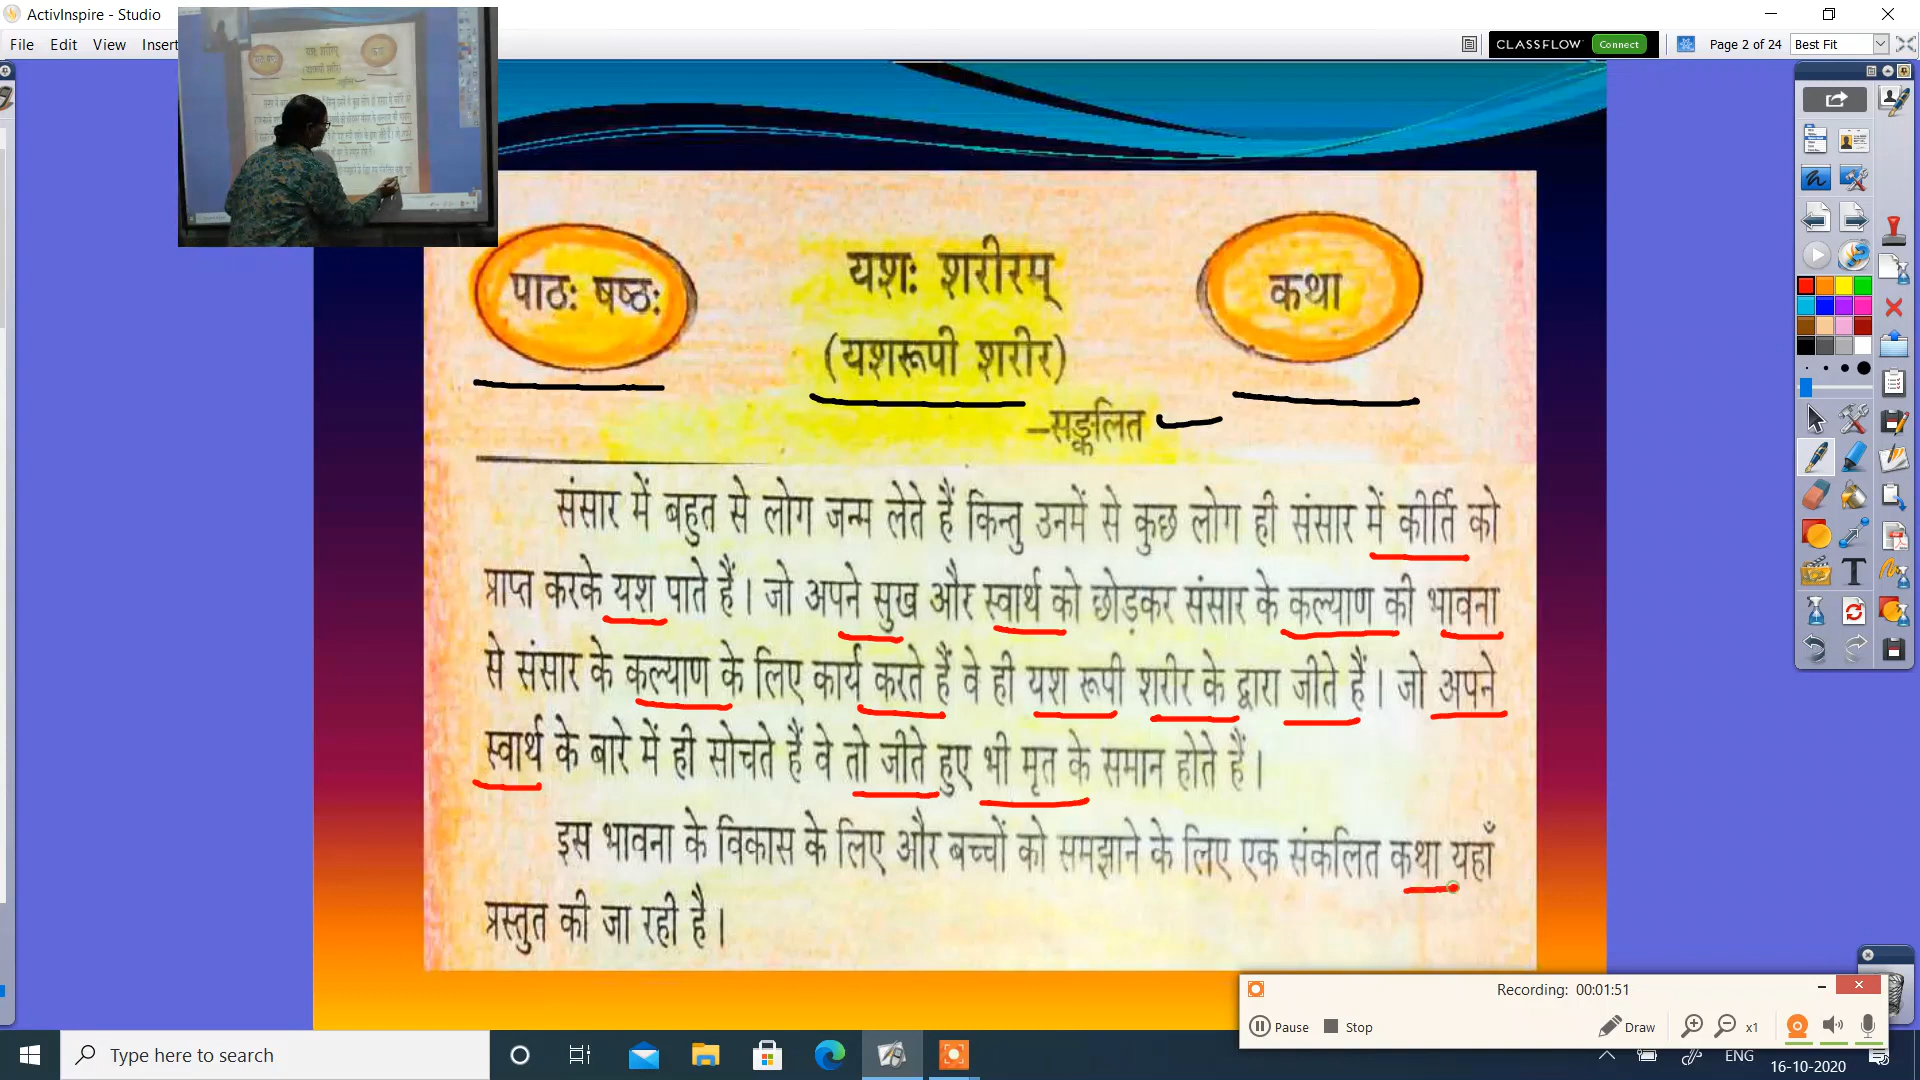 ActivInspire - Studio
File Edit View Insert
CLASSFLOW Connect
Page 2 of 24 Best Fit
पाठः षष्ठः
यशः शरीरम्
कथा
(यशरूपी शरीर)
–सङ्कलित
संसार में बहुत से लोग जन्म लेते हैं किन्तु उनमें से कुछ लोग ही संसार में कीर्ति को
प्राप्त करके यश पाते हैं। जो अपने सुख और स्वार्थ को छोड़कर संसार के कल्याण की भावना
से संसार के कल्याण के लिए कार्य करते हैं वे ही यश रूपी शरीर के द्वारा जीते हैं। जो अपने
स्वार्थ के बारे में ही सोचते हैं वे तो जीते हुए भी मृत के समान होते हैं।
इस भावना के विकास के लिए और बच्चों को समझाने के लिए एक संकलित कथा यहाँ
प्रस्तुत की जा रही है।
Recording: 00:01:51
Pause Stop Draw x1
Type here to search
ENG
16-10-2020